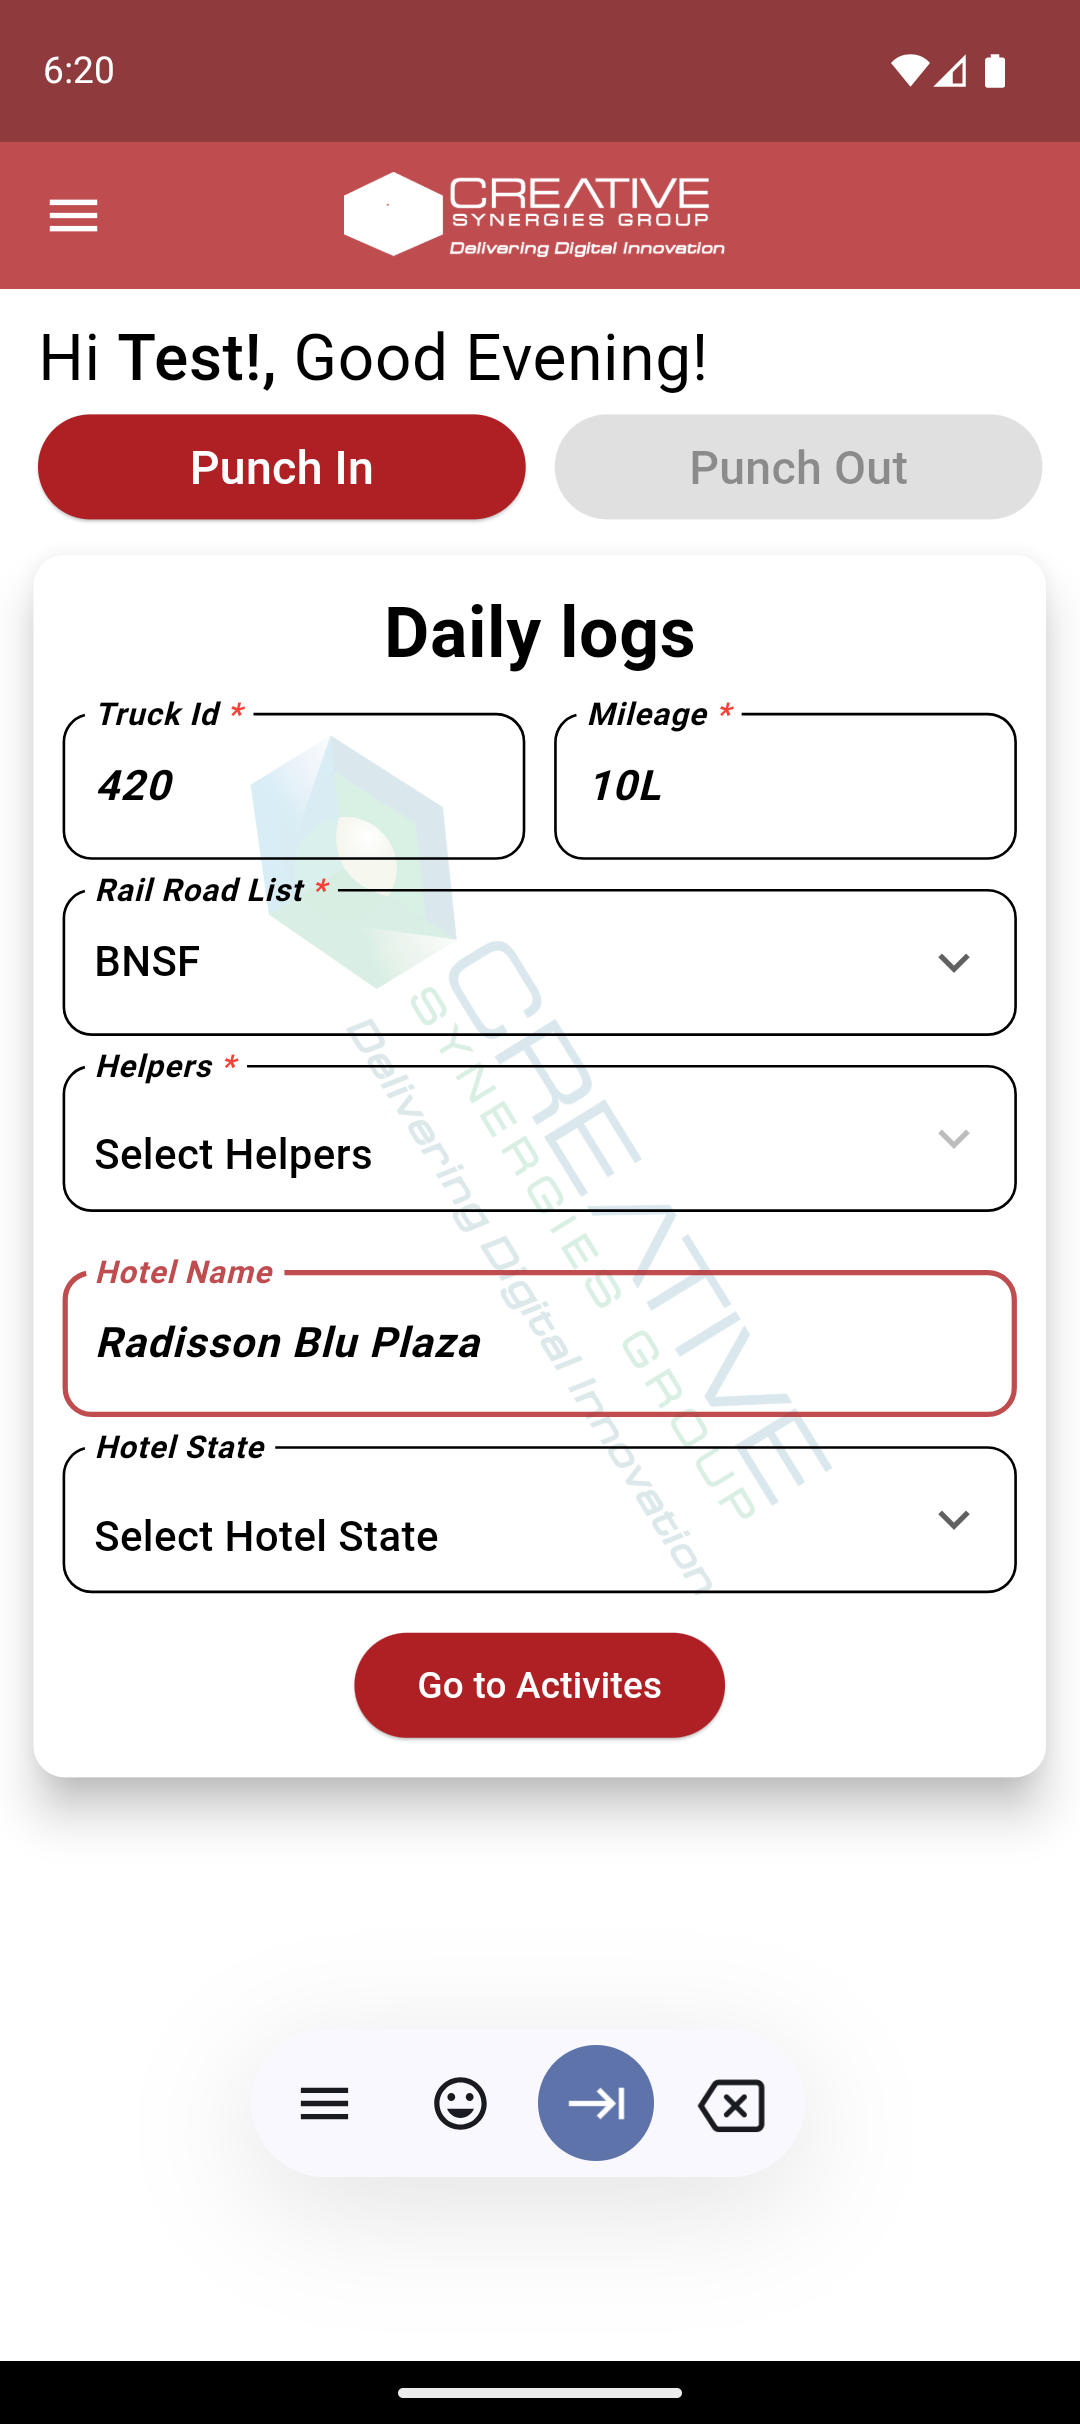 6:20
CREATIVE
SYNERGIES GROUP
Delivering Digital Innovation
Hi Test!, Good Evening!
Punch In Punch Out
Daily logs
Truck Id * Mileage *
420 10L
Rail Road List *
BNSF
Helpers *
Select Helpers
Hotel Name
Radisson Blu Plaza
Hotel State
Select Hotel State
CREATIVE
SYNERGIES GROUP
Delivering Digital Innovation
Go to Activites